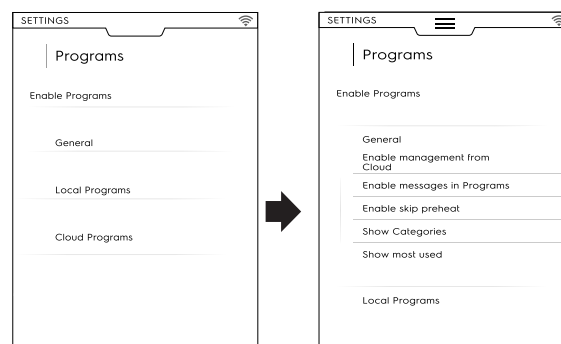 SETTINGS
Programs
Enable Programs
General
Local Programs
Cloud Programs
SETTINGS
Programs
Enable Programs
General
Enable management from
Cloud
Enable messages in Programs
Enable skip preheat
Show Categories
Show most used
Local Programs